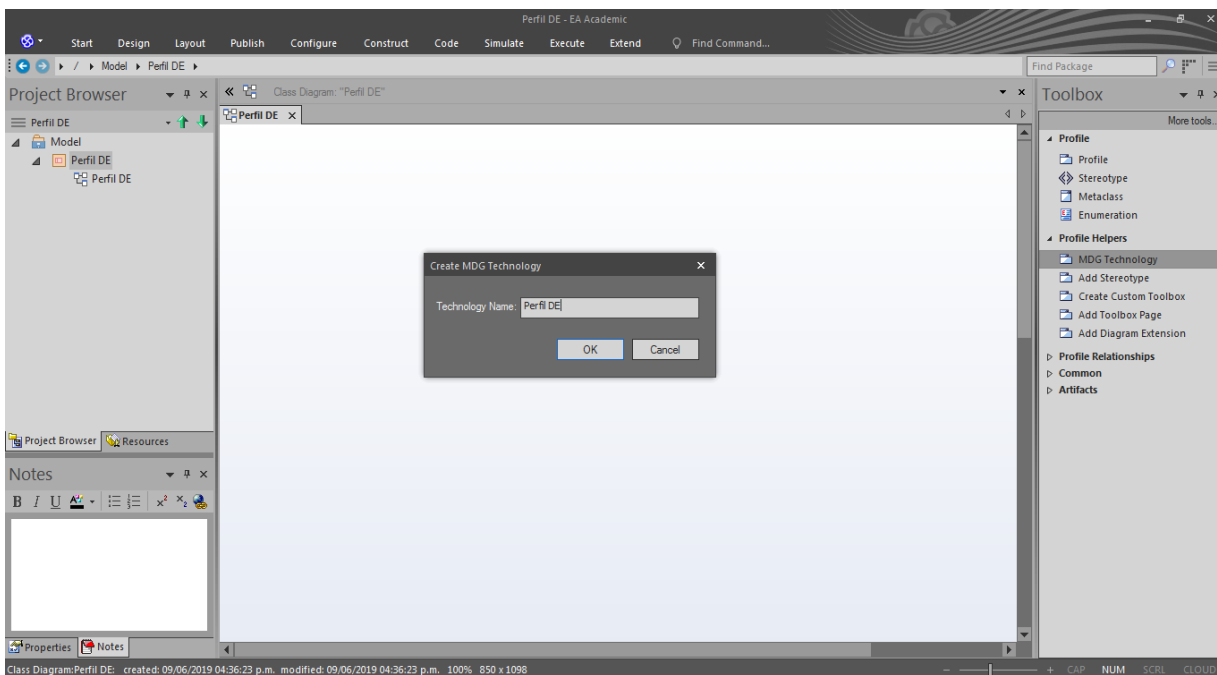 Perfil DE - EA Academic
Start Design Layout Publish Configure Construct Code Simulate Execute Extend Find Command...
/ Model Perfil DE
Find Package
Project Browser
Perfil DE
Model
Perfil DE
Perfil DE
Project Browser Resources
Notes
B I U A x² x₂
Properties Notes
Class Diagram: "Perfil DE"
Perfil DE
Create MDG Technology
Technology Name: Perfil DE
OK Cancel
Toolbox
More tools...
Profile
Profile
Stereotype
Metaclass
Enumeration
Profile Helpers
MDG Technology
Add Stereotype
Create Custom Toolbox
Add Toolbox Page
Add Diagram Extension
Profile Relationships
Common
Artifacts
Class Diagram:Perfil DE: created: 09/06/2019 04:36:23 p.m. modified: 09/06/2019 04:36:23 p.m. 100% 850 x 1098
CAP NUM SCRL CLOUD